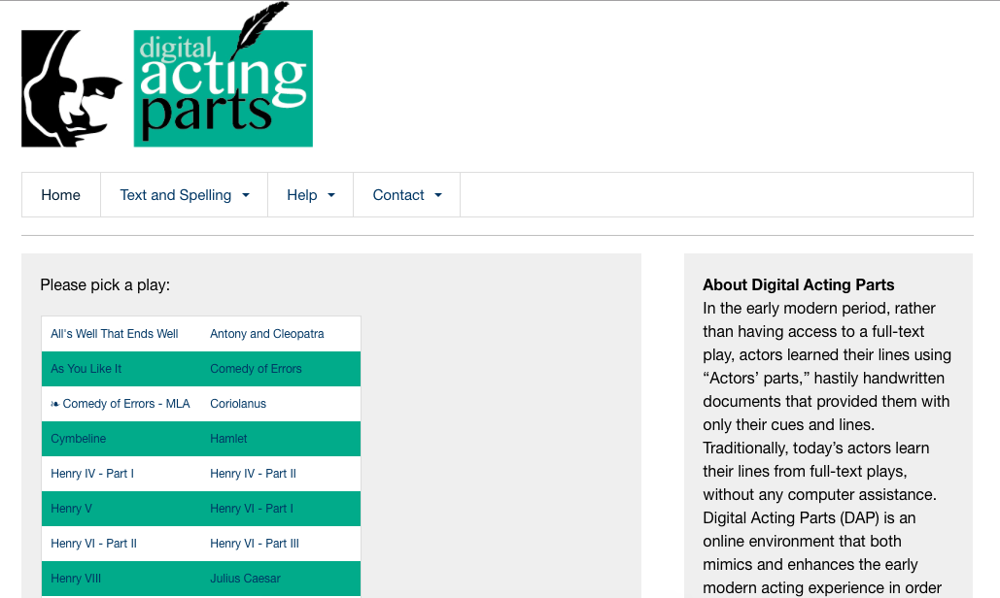 digital
acting
parts
Home Text and Spelling Help Contact
Please pick a play:
All's Well That Ends Well Antony and Cleopatra
As You Like It Comedy of Errors
❧ Comedy of Errors - MLA Coriolanus
Cymbeline Hamlet
Henry IV - Part I Henry IV - Part II
Henry V Henry VI - Part I
Henry VI - Part II Henry VI - Part III
Henry VIII Julius Caesar
About Digital Acting Parts
In the early modern period, rather
than having access to a full-text
play, actors learned their lines using
“Actors’ parts,” hastily handwritten
documents that provided them with
only their cues and lines.
Traditionally, today’s actors learn
their lines from full-text plays,
without any computer assistance.
Digital Acting Parts (DAP) is an
online environment that both
mimics and enhances the early
modern acting experience in order